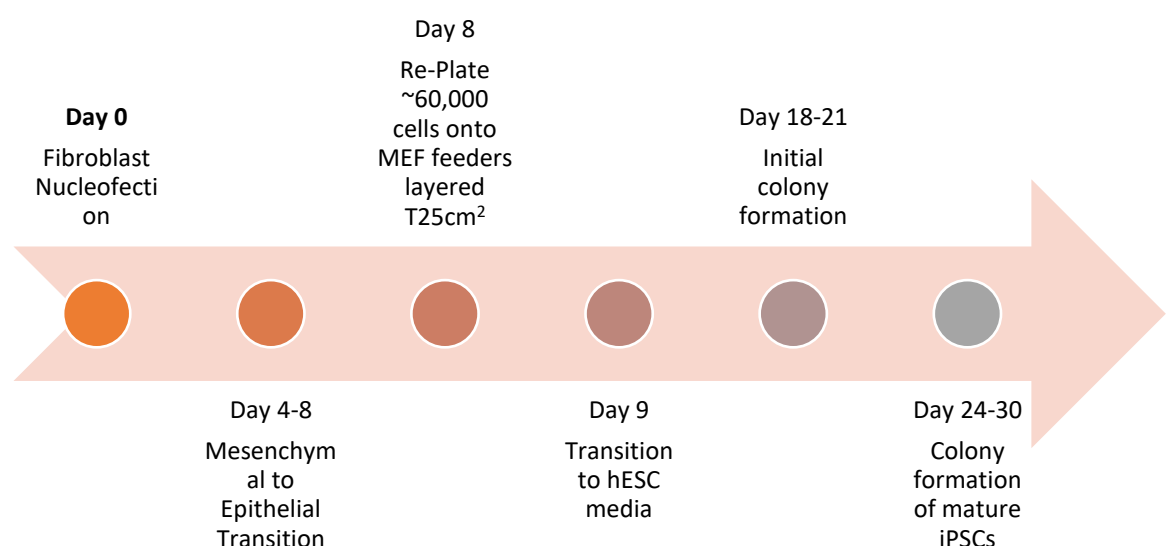 Day 0
Fibroblast
Nucleofecti
on
Day 4-8
Mesenchym
al to
Epithelial
Transition
Day 8
Re-Plate
~60,000
cells onto
MEF feeders
layered
T25cm²
Day 9
Transition
to hESC
media
Day 18-21
Initial
colony
formation
Day 24-30
Colony
formation
of mature
iPSCs